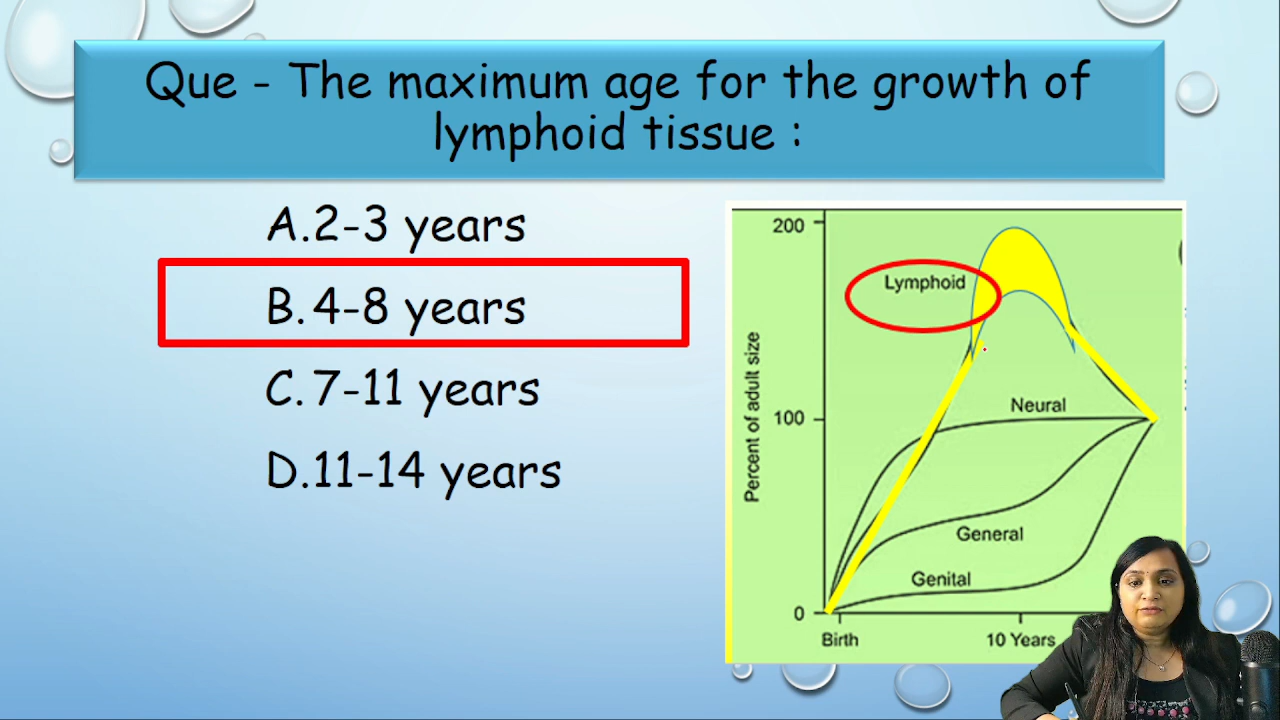 Que - The maximum age for the growth of
lymphoid tissue :
A.2-3 years
B.4-8 years
C.7-11 years
D.11-14 years
200
Lymphoid
Percent of adult size
Neural
100
General
Genital
0
Birth
10 Years